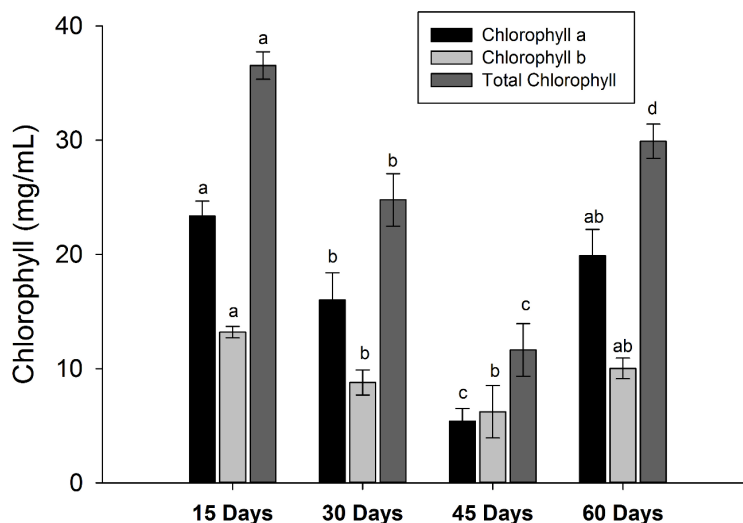 40
30
20
10
0
Chlorophyll (mg/mL)
Chlorophyll a
Chlorophyll b
Total Chlorophyll
a
a
a
b
b
b
c
b
c
ab
ab
d
15 Days
30 Days
45 Days
60 Days